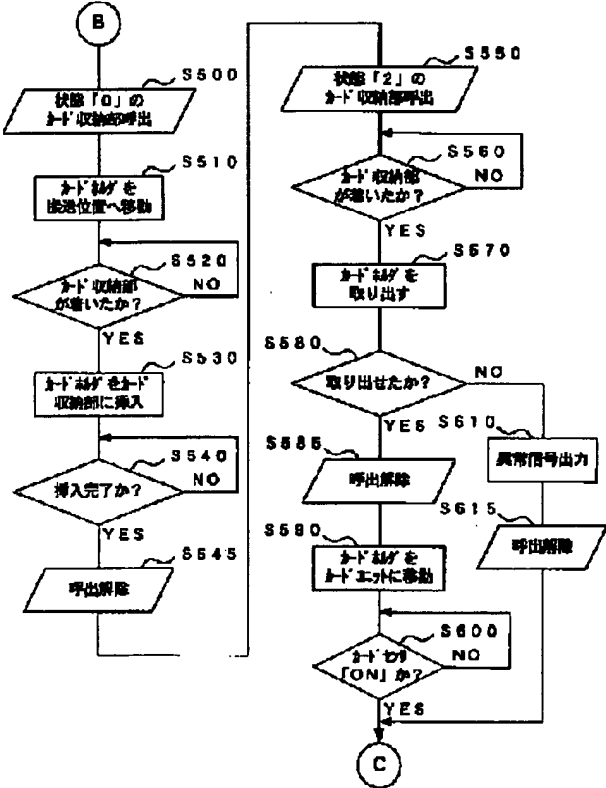 B
S500
状態「0」の
ｶｰﾄﾞ収納部呼出
S510
ｶｰﾄﾞﾎﾙﾀﾞを
搬送位置へ移動
S520
ｶｰﾄﾞ収納部
が着いたか？
NO
YES
S530
ｶｰﾄﾞﾎﾙﾀﾞをｶｰﾄﾞ
収納部に挿入
S540
挿入完了か？
NO
YES
S545
呼出解除
S550
状態「2」の
ｶｰﾄﾞ収納部呼出
S560
ｶｰﾄﾞ収納部
が着いたか？
NO
YES
S570
ｶｰﾄﾞﾎﾙﾀﾞを
取り出す
S580
取り出せたか？
NO
YES
S585
呼出解除
S590
ｶｰﾄﾞﾎﾙﾀﾞを
ｶｰﾄﾞﾕﾆｯﾄに移動
S600
ｶｰﾄﾞｾﾝｻ
「ON」か？
NO
YES
S610
異常信号出力
S615
呼出解除
C